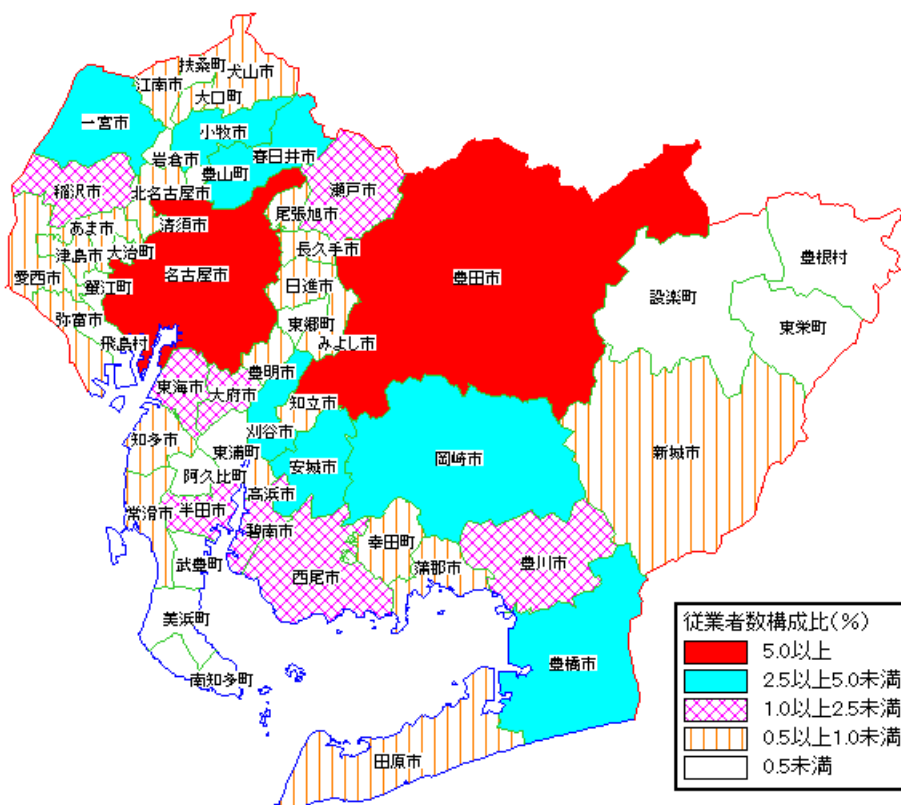 扶桑町
犬山市
江南市
大口町
一宮市
小牧市
岩倉市
春日井市
豊山町
稲沢市
北名古屋市
瀬戸市
尾張旭市
清須市
あま市
津島市
大治町
長久手市
愛西市
名古屋市
蟹江町
日進市
豊田市
設楽町
豊根村
弥富市
東郷町
東栄町
飛島村
みよし市
東海市
大府市
豊明市
知立市
知多市
刈谷市
東浦町
安城市
岡崎市
新城市
阿久比町
高浜市
常滑市
半田市
碧南市
幸田町
武豊町
西尾市
蒲郡市
豊川市
美浜町
南知多町
豊橋市
田原市
従業者数構成比(%)
5.0以上
2.5以上5.0未満
1.0以上2.5未満
0.5以上1.0未満
0.5未満